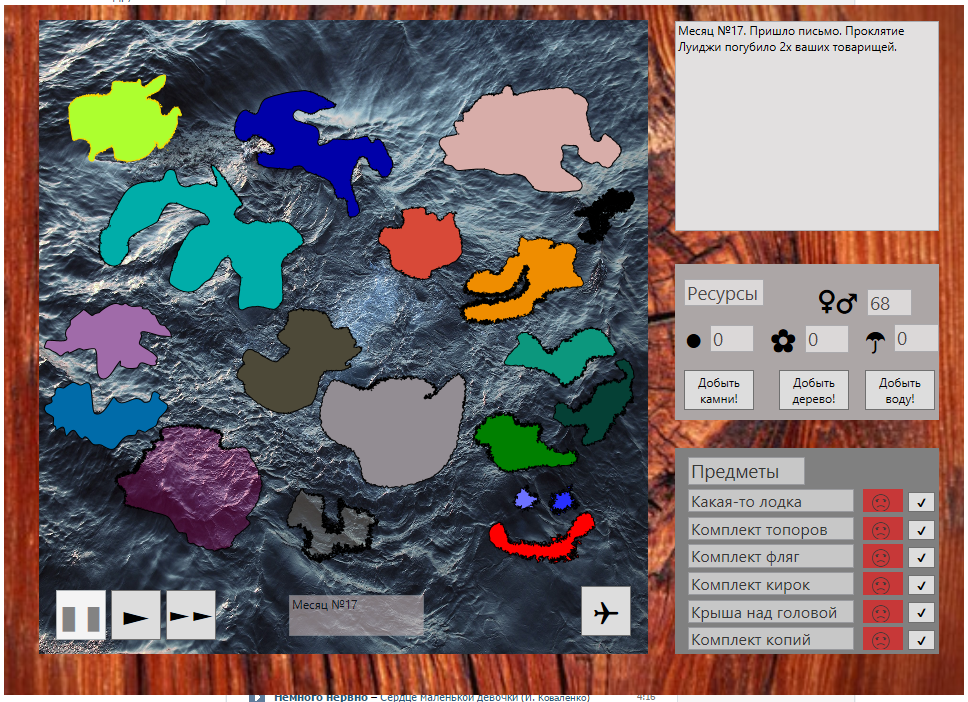 Месяц №17. Пришло письмо. Проклятие
Луиджи погубило 2х ваших товарищей.
Ресурсы
68
0
0
0
Добыть
камни!
Добыть
дерево!
Добыть
воду!
Предметы
Какая-то лодка
Комплект топоров
Комплект фляг
Комплект кирок
Крыша над головой
Комплект копий
Месяц №17
Немного нервно – Сердце маленькой девочки (И. Коваленко)
4:16